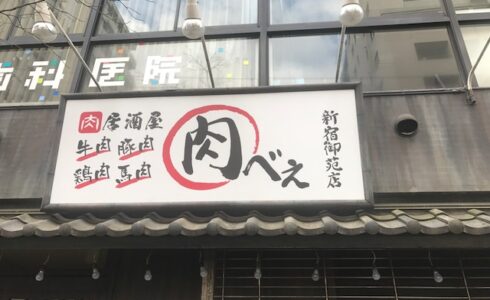 歯科医院
肉居酒屋
牛肉 豚肉
鶏肉 馬肉
肉べえ
新宿御苑店